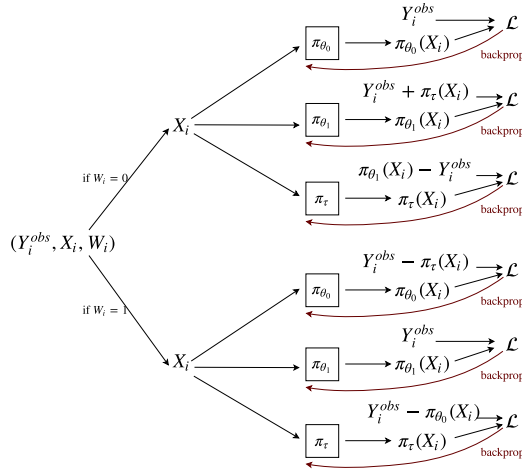 Y_i^{obs}
π_{θ_0} π_{θ_0}(X_i) ℒ
backprop
Y_i^{obs} + π_τ(X_i)
X_i π_{θ_1} π_{θ_1}(X_i) ℒ
backprop
if W_i = 0
π_{θ_1}(X_i) − Y_i^{obs}
π_τ π_τ(X_i) ℒ
backprop
(Y_i^{obs}, X_i, W_i)
Y_i^{obs} − π_τ(X_i)
π_{θ_0} π_{θ_0}(X_i) ℒ
backprop
if W_i = 1
Y_i^{obs}
X_i π_{θ_1} π_{θ_1}(X_i) ℒ
backprop
Y_i^{obs} − π_{θ_0}(X_i)
π_τ π_τ(X_i) ℒ
backprop